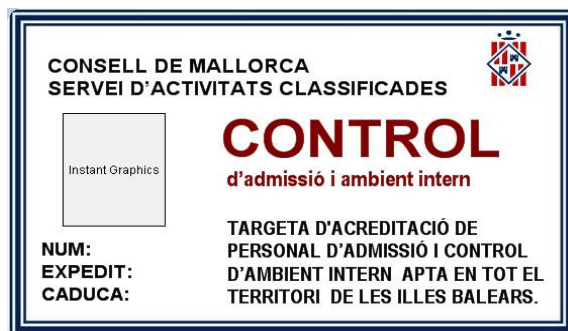 CONSELL DE MALLORCA
SERVEI D'ACTIVITATS CLASSIFICADES
Instant Graphics
CONTROL
d'admissió i ambient intern
NUM:
EXPEDIT:
CADUCA:
TARGETA D'ACREDITACIÓ DE
PERSONAL D'ADMISSIÓ I CONTROL
D'AMBIENT INTERN APTA EN TOT EL
TERRITORI DE LES ILLES BALEARS.